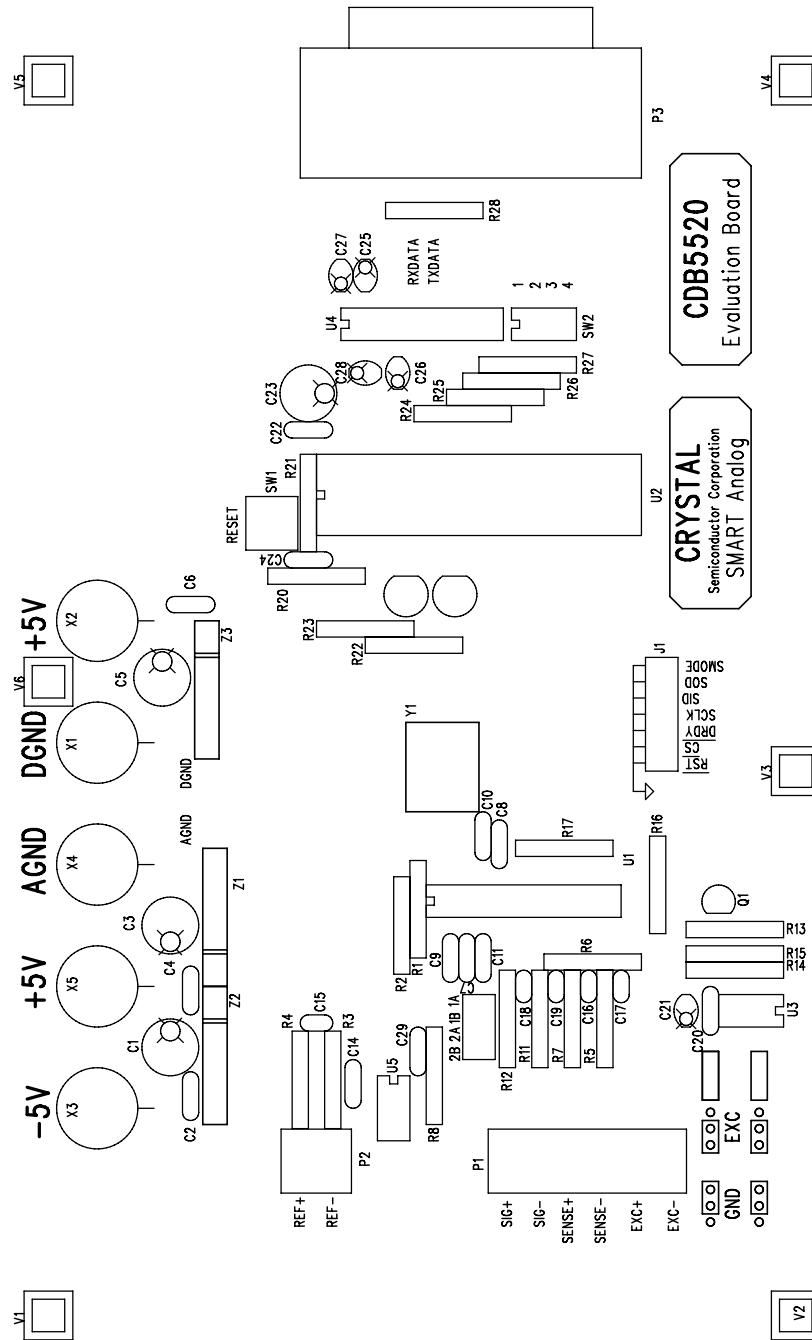 V5
V4
P3
R28
C27
C25
RXDATA
TXDATA
CDB5520
Evaluation Board
U4
1
2
3
4
SW2
C23
C28
C26
C22
R27
R26
R25
R24
SW1
R21
RESET
C24
R20
U2
CRYSTAL
Semiconductor Corporation
SMART Analog
+5V
X2
C6
V6
C5
Z3
R23
R22
DGND
X1
DGND
Y1
J1
SMODE
SOD
SID
SCLK
DRDY
CS
RST
V3
AGND
X4
AGND
C10
C8
R17
R16
U1
Z1
C3
C4
R2
R1
C9
C7
C11
R6
Q1
R13
R15
R14
+5V
X5
Z2
C1
C2
R4
C15
R3
C14
C29
U5
R8
2B 2A 1B 1A
C18
C19
C16
C17
R12
R11
R7
R5
C21
C20
U3
-5V
X3
P2
REF+
REF-
P1
SIG+
SIG-
SENSE+
SENSE-
EXC+
EXC-
EXC
GND
V1
V2